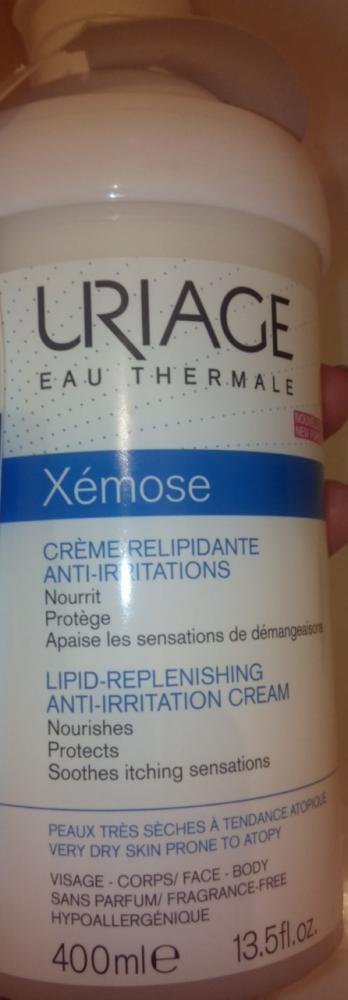 URIAGE
EAU THERMALE
NEW
Xémose
CRÈME RELIPIDANTE
ANTI-IRRITATIONS
Nourrit
Protège
Apaise les sensations de démangeaisons
LIPID-REPLENISHING
ANTI-IRRITATION CREAM
Nourishes
Protects
Soothes itching sensations
PEAUX TRÈS SÈCHES À TENDANCE ATOPIQUE
VERY DRY SKIN PRONE TO ATOPY
VISAGE - CORPS/ FACE - BODY
SANS PARFUM/ FRAGRANCE-FREE
HYPOALLERGÉNIQUE
400ml℮ 13.5fl.oz.